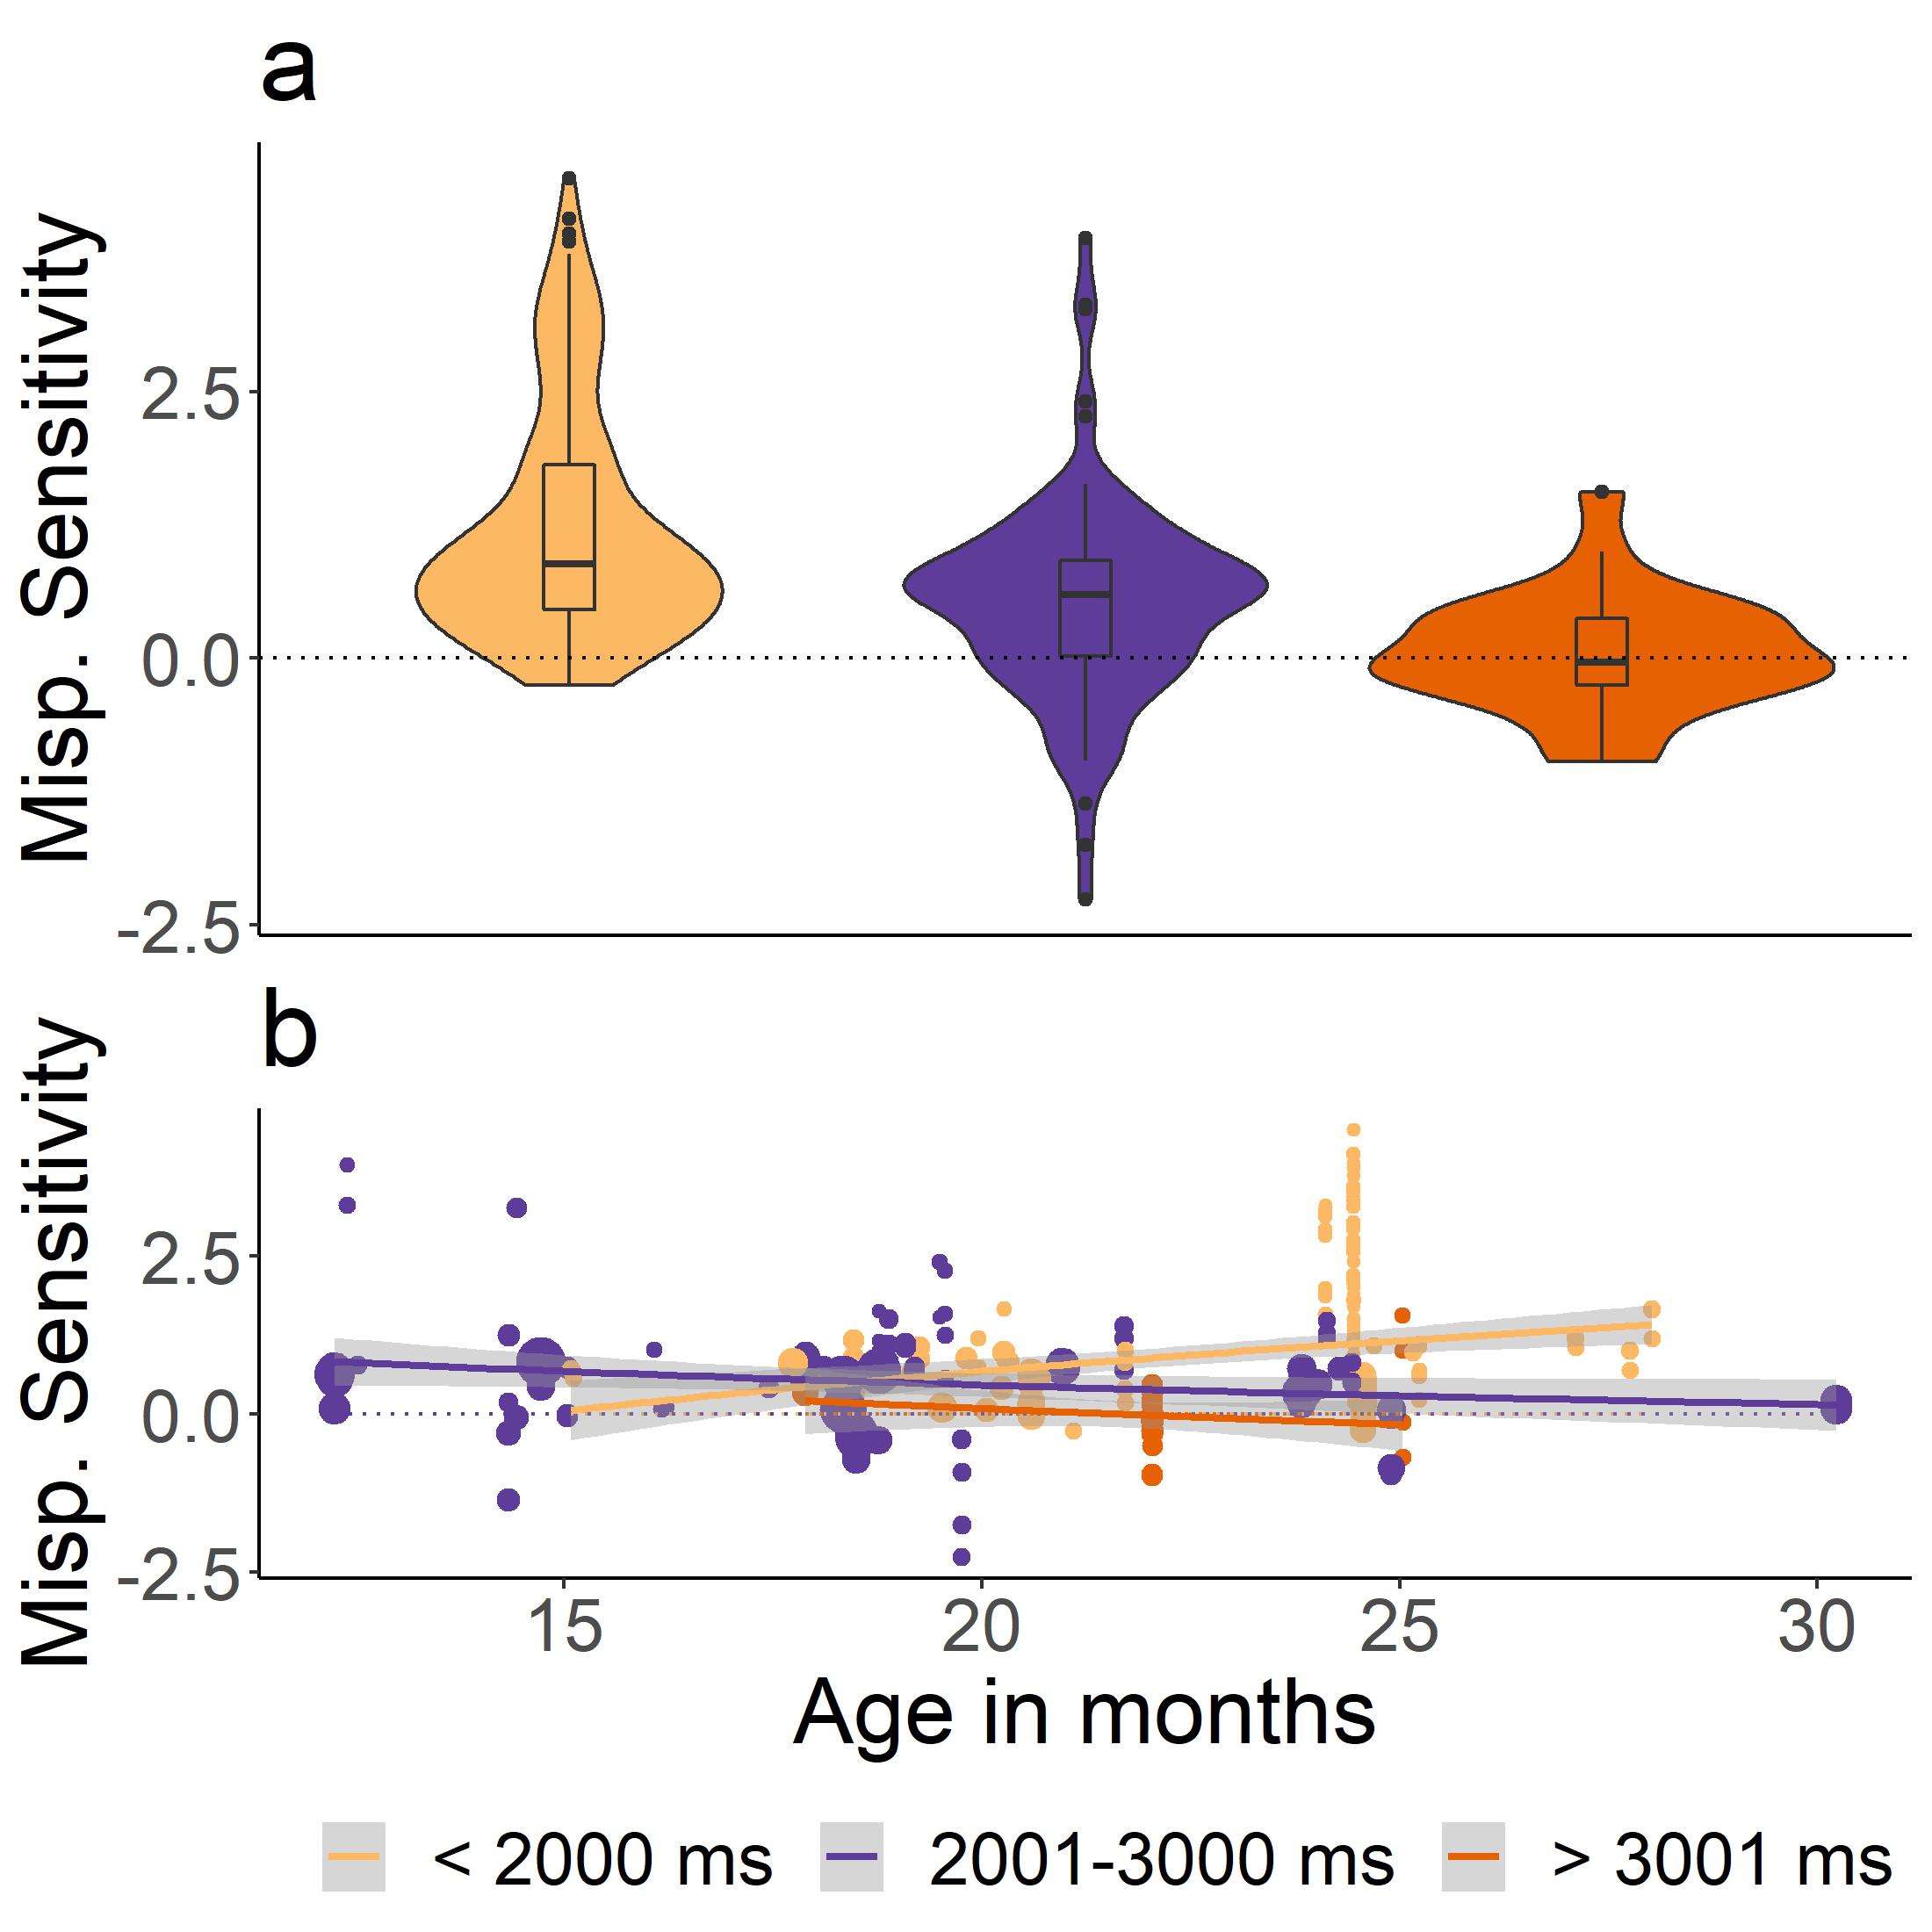 a
Misp. Sensitivity
2.5
0.0
-2.5
b
Misp. Sensitivity
2.5
0.0
-2.5
15 20 25 30
Age in months
< 2000 ms 2001-3000 ms > 3001 ms